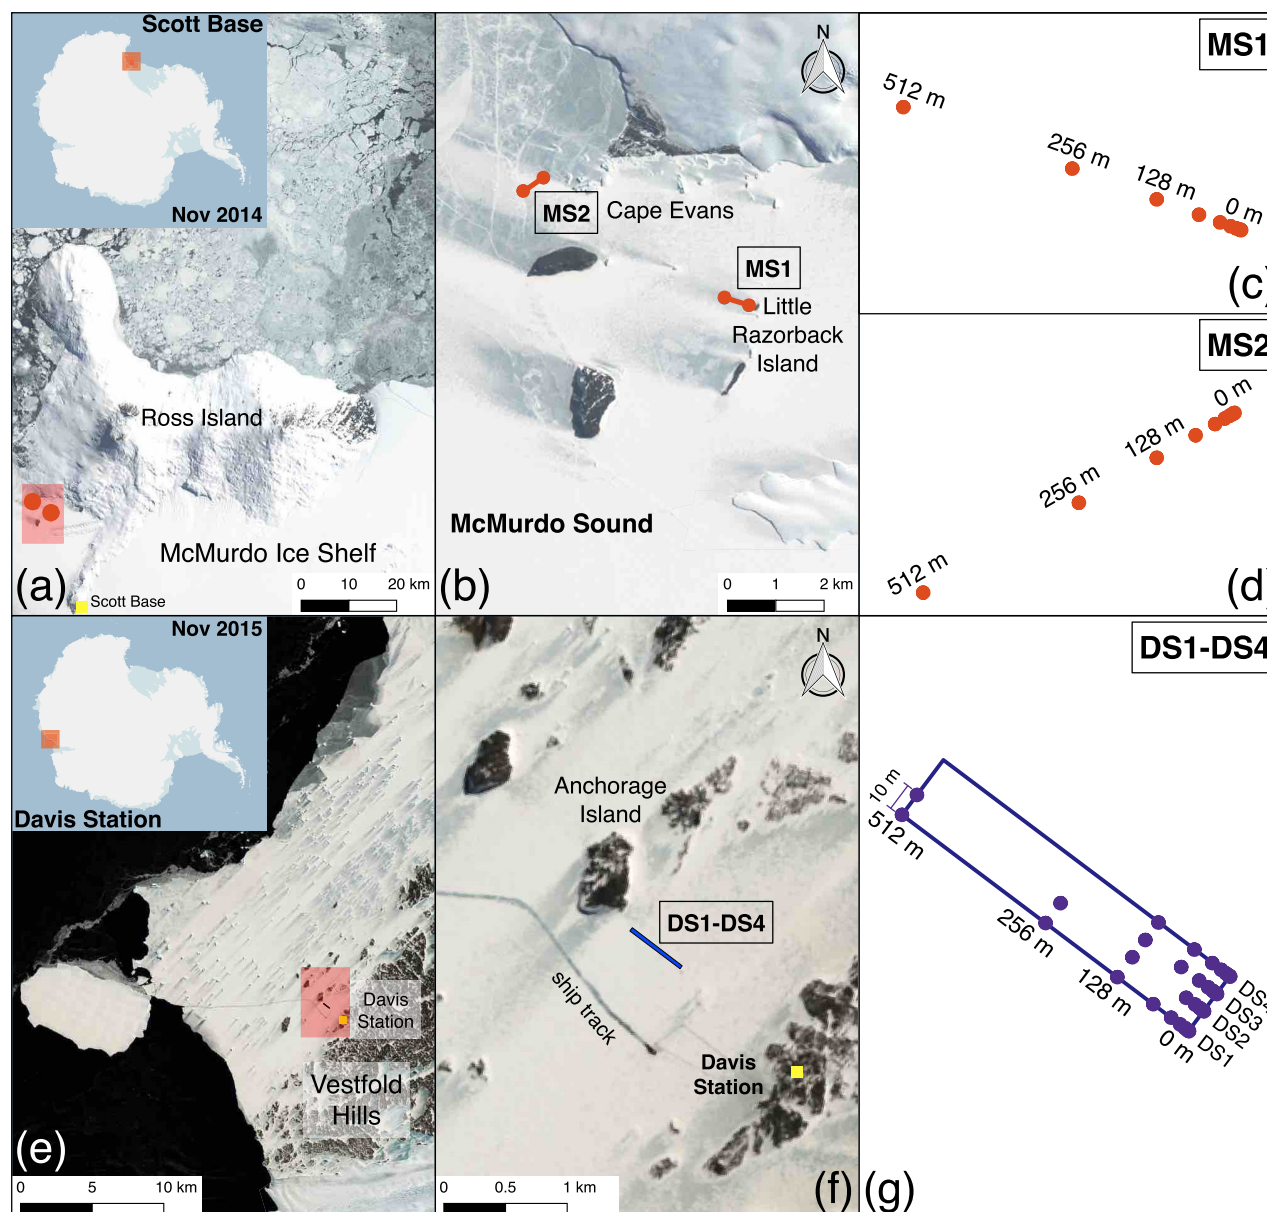 Scott Base
Nov 2014
Ross Island
McMurdo Ice Shelf
(a)
Scott Base
0 10 20 km
N
MS2
Cape Evans
MS1
Little
Razorback
Island
McMurdo Sound
(b)
0 1 2 km
MS1
512 m
256 m
128 m
0 m
(c)
MS2
0 m
128 m
256 m
512 m
(d)
Nov 2015
Davis Station
Davis
Station
Vestfold
Hills
(e)
0 5 10 km
N
Anchorage
Island
DS1-DS4
ship track
Davis
Station
0 0.5 1 km
(f)
DS1-DS4
10 m
512 m
256 m
128 m
0 m
DS1
DS2
DS3
DS4
(g)